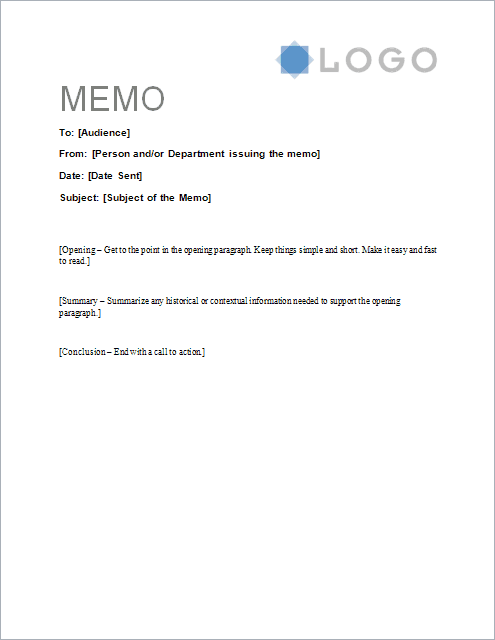 LOGO
MEMO
To: [Audience]
From: [Person and/or Department issuing the memo]
Date: [Date Sent]
Subject: [Subject of the Memo]
[Opening – Get to the point in the opening paragraph. Keep things simple and short. Make it easy and fast
to read.]
[Summary – Summarize any historical or contextual information needed to support the opening
paragraph.]
[Conclusion – End with a call to action.]